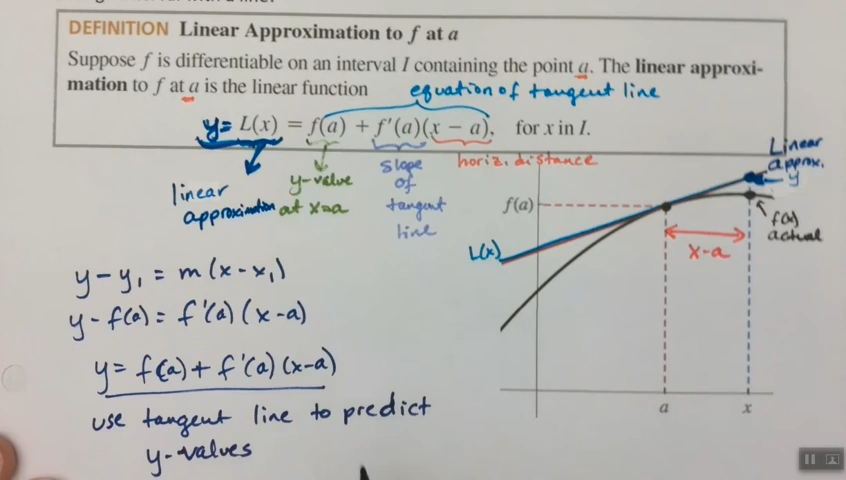 DEFINITION Linear Approximation to f at a
Suppose f is differentiable on an interval I containing the point a. The linear approxi-
mation to f at a is the linear function
equation of tangent line
y = L(x) = f(a) + f'(a)(x − a), for x in I.
linear
approximation
y-value
at x=a
slope
of
tangent
line
horiz. distance
Linear
approx.
y
f(a)
f(x)
actual
L(x)
x-a
a
x
y-y₁ = m(x-x₁)
y-f(a) = f'(a)(x-a)
y = f(a) + f'(a)(x-a)
use tangent line to predict
y-values